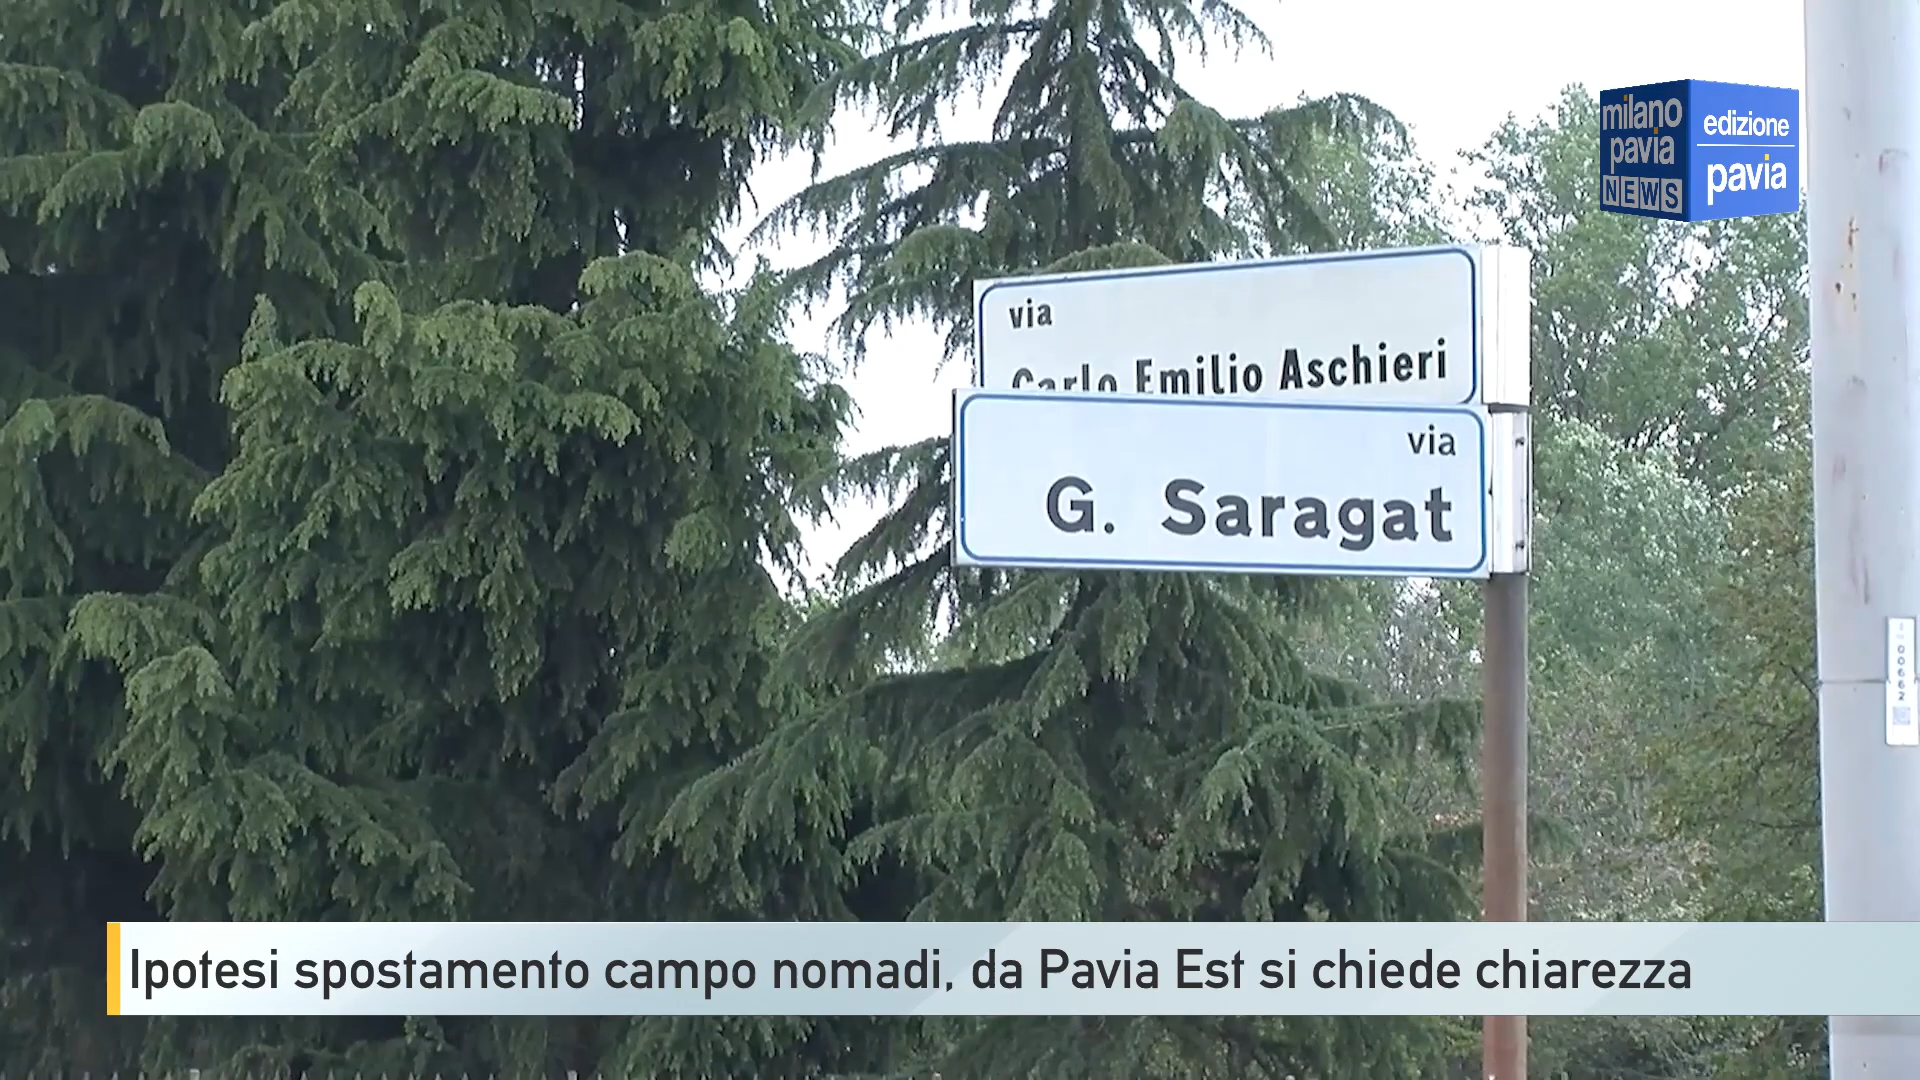 milano
pavia
NEWS
edizione
pavia
via
Carlo Emilio Aschieri
via
G. Saragat
00662
Ipotesi spostamento campo nomadi, da Pavia Est si chiede chiarezza